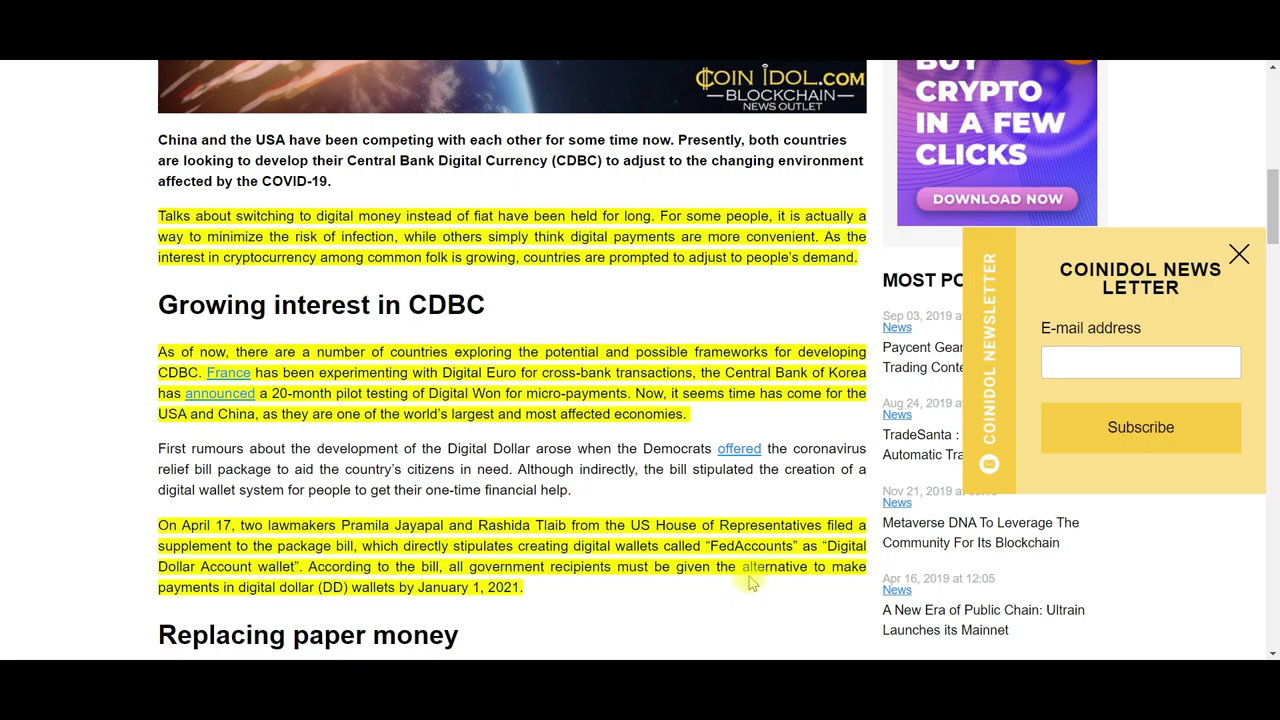 COIN IDOL.COM
BLOCKCHAIN
NEWS OUTLET
China and the USA have been competing with each other for some time now. Presently, both countries
are looking to develop their Central Bank Digital Currency (CDBC) to adjust to the changing environment
affected by the COVID-19.
Talks about switching to digital money instead of fiat have been held for long. For some people, it is actually a
way to minimize the risk of infection, while others simply think digital payments are more convenient. As the
interest in cryptocurrency among common folk is growing, countries are prompted to adjust to people's demand.
Growing interest in CDBC
As of now, there are a number of countries exploring the potential and possible frameworks for developing
CDBC. France has been experimenting with Digital Euro for cross-bank transactions, the Central Bank of Korea
has announced a 20-month pilot testing of Digital Won for micro-payments. Now, it seems time has come for the
USA and China, as they are one of the world's largest and most affected economies.
First rumours about the development of the Digital Dollar arose when the Democrats offered the coronavirus
relief bill package to aid the country's citizens in need. Although indirectly, the bill stipulated the creation of a
digital wallet system for people to get their one-time financial help.
On April 17, two lawmakers Pramila Jayapal and Rashida Tlaib from the US House of Representatives filed a
supplement to the package bill, which directly stipulates creating digital wallets called “FedAccounts” as “Digital
Dollar Account wallet”. According to the bill, all government recipients must be given the alternative to make
payments in digital dollar (DD) wallets by January 1, 2021.
Replacing paper money
BUY
CRYPTO
IN A FEW
CLICKS
DOWNLOAD NOW
MOST PO
Sep 03, 2019 a
News
Paycent Gear
Trading Conte
Aug 24, 2019 a
News
TradeSanta :
Automatic Tra
Nov 21, 2019 a
News
Metaverse DNA To Leverage The
Community For Its Blockchain
Apr 16, 2019 at 12:05
News
A New Era of Public Chain: Ultrain
Launches its Mainnet
COINIDOL NEWSLETTER
COINIDOL NEWS
LETTER
E-mail address
Subscribe